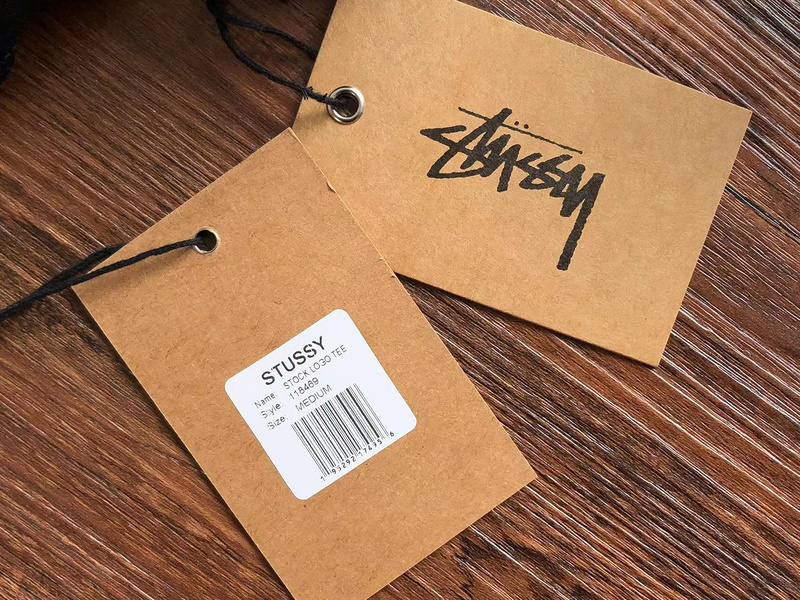 Stüssy
STUSSY
Name: STOCK LOGO TEE
Style: 118469
Size: MEDIUM